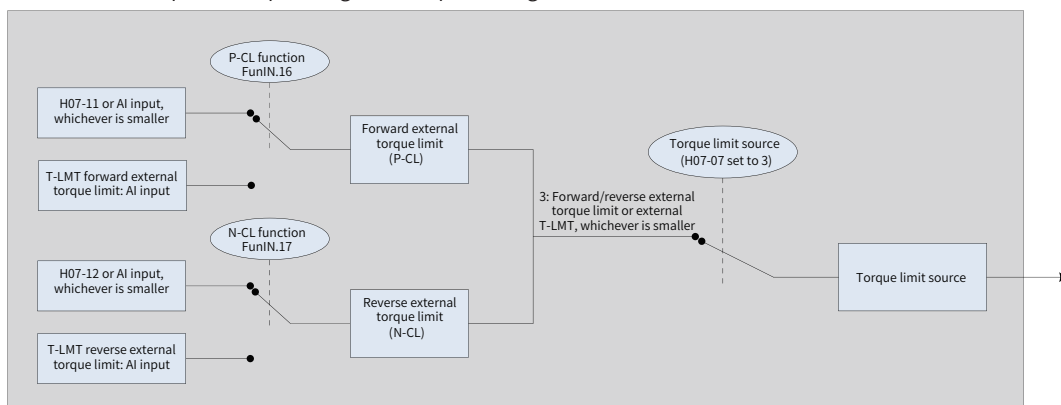 P-CL function
FunIN.16
H07-11 or AI input,
whichever is smaller
Forward external
torque limit
(P-CL)
T-LMT forward external
torque limit: AI input
Torque limit source
(H07-07 set to 3)
3: Forward/reverse external
torque limit or external
T-LMT, whichever is smaller
N-CL function
FunIN.17
H07-12 or AI input,
whichever is smaller
Reverse external
torque limit
(N-CL)
T-LMT reverse external
torque limit: AI input
Torque limit source